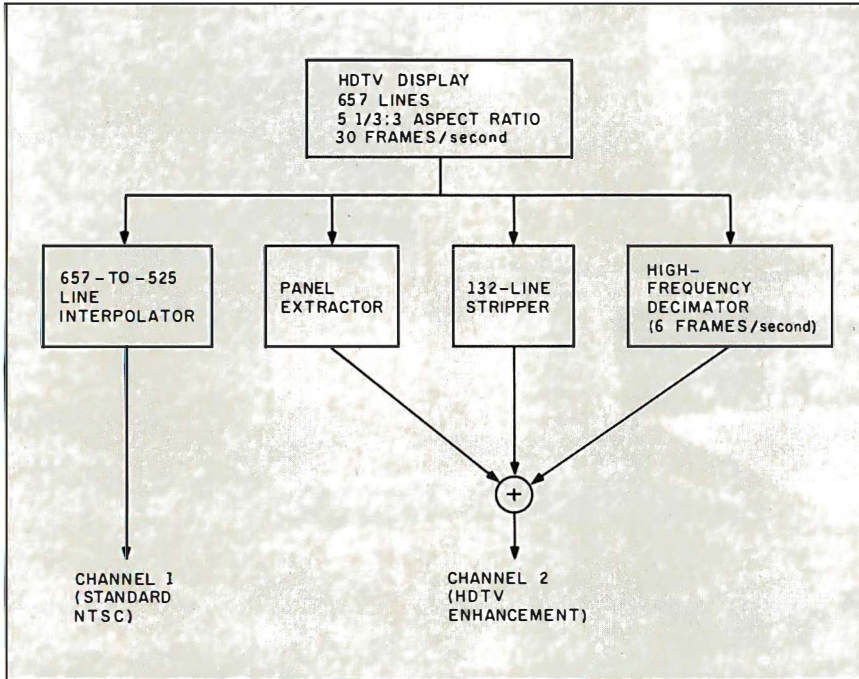 HDTV DISPLAY
657 LINES
5 1/3:3 ASPECT RATIO
30 FRAMES/second
657-TO-525
LINE
INTERPOLATOR
PANEL
EXTRACTOR
132-LINE
STRIPPER
HIGH-
FREQUENCY
DECIMATOR
(6 FRAMES/second)
+
CHANNEL 1
(STANDARD
NTSC)
CHANNEL 2
(HDTV
ENHANCEMENT)